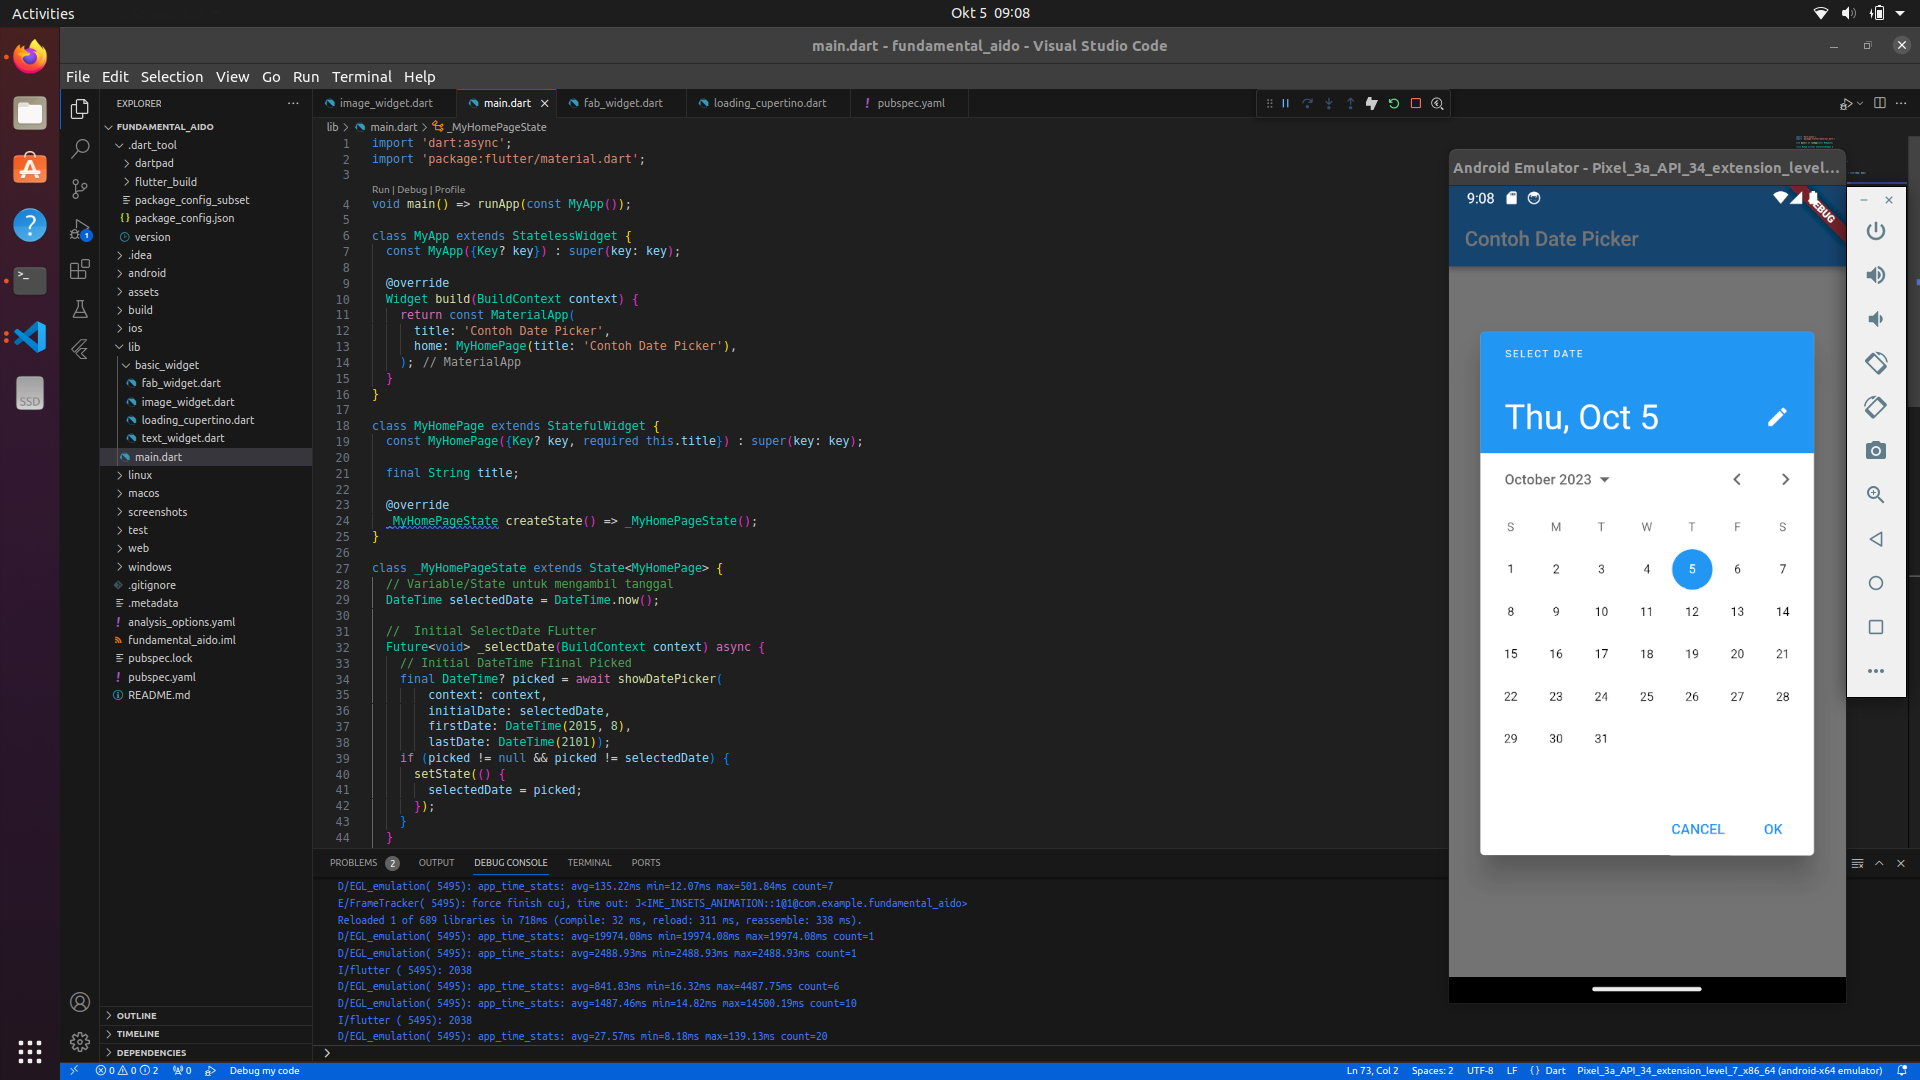 Activities
Okt 5 09:08
main.dart - fundamental_aido - Visual Studio Code
File Edit Selection View Go Run Terminal Help
EXPLORER
FUNDAMENTAL_AIDO
.dart_tool
dartpad
flutter_build
package_config_subset
package_config.json
version
.idea
android
assets
build
ios
lib
basic_widget
fab_widget.dart
image_widget.dart
loading_cupertino.dart
text_widget.dart
main.dart
linux
macos
screenshots
test
web
windows
.gitignore
.metadata
analysis_options.yaml
fundamental_aido.iml
pubspec.lock
pubspec.yaml
README.md
OUTLINE
TIMELINE
DEPENDENCIES
SSD
1
image_widget.dart main.dart fab_widget.dart loading_cupertino.dart pubspec.yaml
lib > main.dart > _MyHomePageState
1 import 'dart:async';
2 import 'package:flutter/material.dart';
3
Run | Debug | Profile
4 void main() => runApp(const MyApp());
5
6 class MyApp extends StatelessWidget {
7 const MyApp({Key? key}) : super(key: key);
8
9 @override
10 Widget build(BuildContext context) {
11 return const MaterialApp(
12 title: 'Contoh Date Picker',
13 home: MyHomePage(title: 'Contoh Date Picker'),
14 ); // MaterialApp
15 }
16 }
17
18 class MyHomePage extends StatefulWidget {
19 const MyHomePage({Key? key, required this.title}) : super(key: key);
20
21 final String title;
22
23 @override
24 _MyHomePageState createState() => _MyHomePageState();
25 }
26
27 class _MyHomePageState extends State<MyHomePage> {
28 // Variable/State untuk mengambil tanggal
29 DateTime selectedDate = DateTime.now();
30
31 //  Initial SelectDate FLutter
32 Future<void> _selectDate(BuildContext context) async {
33 // Initial DateTime FIinal Picked
34 final DateTime? picked = await showDatePicker(
35 context: context,
36 initialDate: selectedDate,
37 firstDate: DateTime(2015, 8),
38 lastDate: DateTime(2101));
39 if (picked != null && picked != selectedDate) {
40 setState(() {
41 selectedDate = picked;
42 });
43 }
44 }
PROBLEMS 2 OUTPUT DEBUG CONSOLE TERMINAL PORTS
D/EGL_emulation( 5495): app_time_stats: avg=135.22ms min=12.07ms max=501.84ms count=7
E/FrameTracker( 5495): force finish cuj, time out: J<IME_INSETS_ANIMATION::1@1@com.example.fundamental_aido>
Reloaded 1 of 689 libraries in 718ms (compile: 32 ms, reload: 311 ms, reassemble: 338 ms).
D/EGL_emulation( 5495): app_time_stats: avg=19974.08ms min=19974.08ms max=19974.08ms count=1
D/EGL_emulation( 5495): app_time_stats: avg=2488.93ms min=2488.93ms max=2488.93ms count=1
I/flutter ( 5495): 2038
D/EGL_emulation( 5495): app_time_stats: avg=841.83ms min=16.32ms max=4487.75ms count=6
D/EGL_emulation( 5495): app_time_stats: avg=1487.46ms min=14.82ms max=14500.19ms count=10
I/flutter ( 5495): 2038
D/EGL_emulation( 5495): app_time_stats: avg=27.57ms min=8.18ms max=139.13ms count=20
Android Emulator - Pixel_3a_API_34_extension_level...
9:08
DEBUG
Contoh Date Picker
SELECT DATE
Thu, Oct 5
October 2023
S M T W T F S
1 2 3 4 5 6 7
8 9 10 11 12 13 14
15 16 17 18 19 20 21
22 23 24 25 26 27 28
29 30 31
CANCEL OK
0 0 2 0 Debug my code Ln 73, Col 2 Spaces: 2 UTF-8 LF {} Dart Pixel_3a_API_34_extension_level_7_x86_64 (android-x64 emulator)